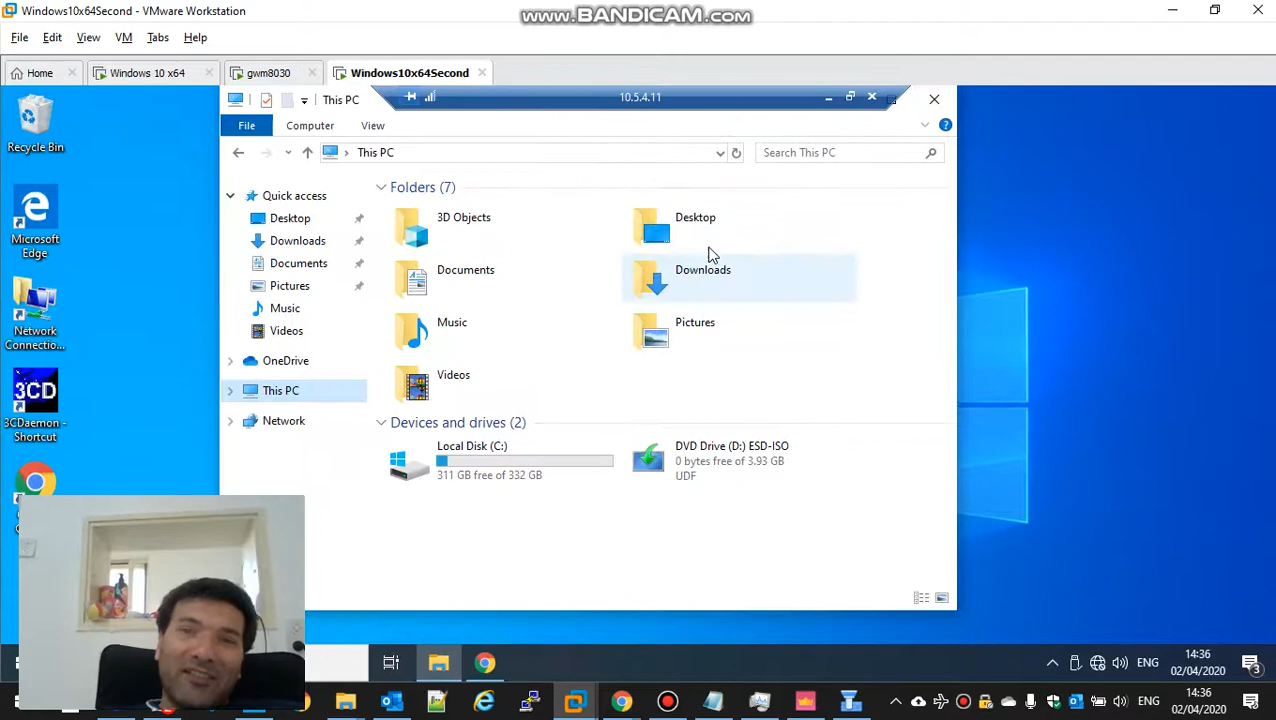 Windows10x64Second - VMware Workstation
www.BANDICAM.com
File Edit View VM Tabs Help
Home Windows 10 x64 gwm8030 Windows10x64Second
Recycle Bin
Microsoft
Edge
Network
Connectio...
3CD
3CDaemon -
Shortcut
This PC
10.5.4.11
File Computer View
This PC
Search This PC
Quick access
Desktop
Downloads
Documents
Pictures
Music
Videos
OneDrive
This PC
Network
Folders (7)
3D Objects
Desktop
Documents
Downloads
Music
Pictures
Videos
Devices and drives (2)
Local Disk (C:)
311 GB free of 332 GB
DVD Drive (D:) ESD-ISO
0 bytes free of 3.93 GB
UDF
ENG
14:36
02/04/2020
3
ENG
14:36
02/04/2020